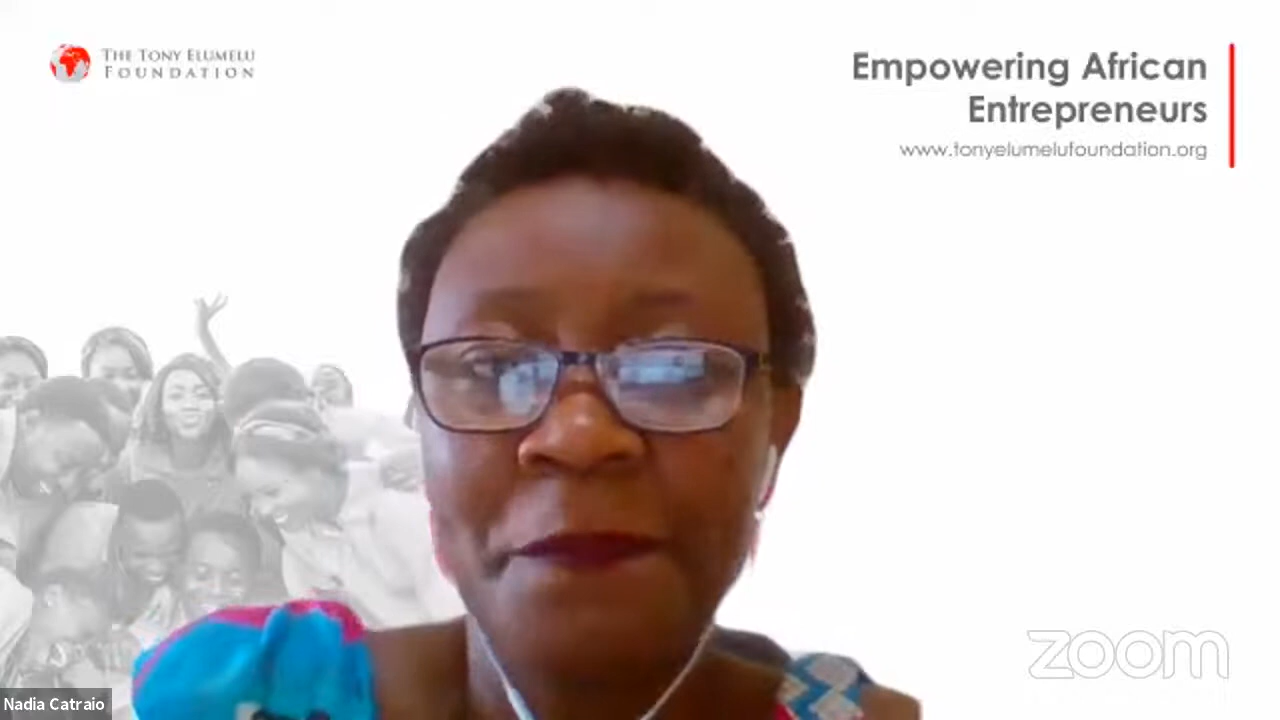 THE TONY ELUMELU
FOUNDATION
Empowering African
Entrepreneurs
www.tonyelumelufoundation.org
zoom
Nadia Catraio